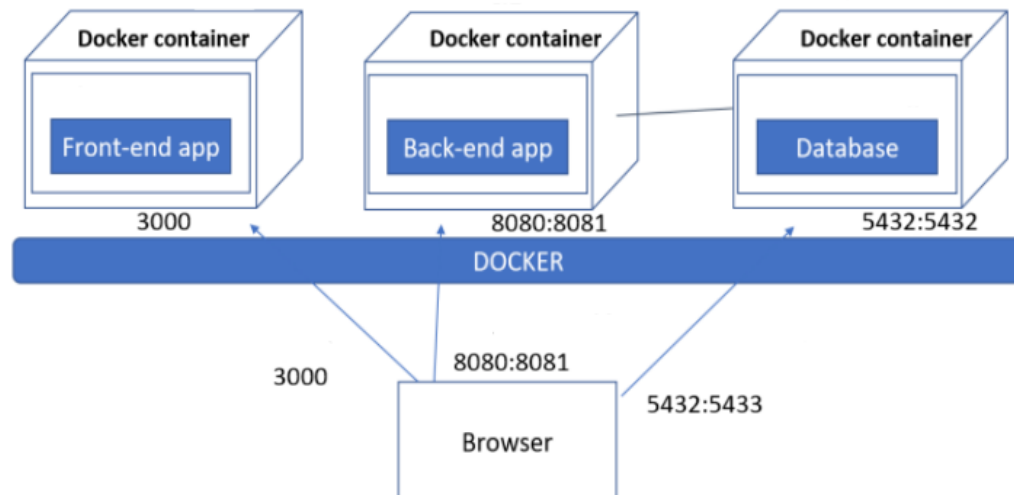 Docker container
Docker container
Docker container
Front-end app
Back-end app
Database
3000
8080:8081
5432:5432
DOCKER
3000
8080:8081
5432:5433
Browser